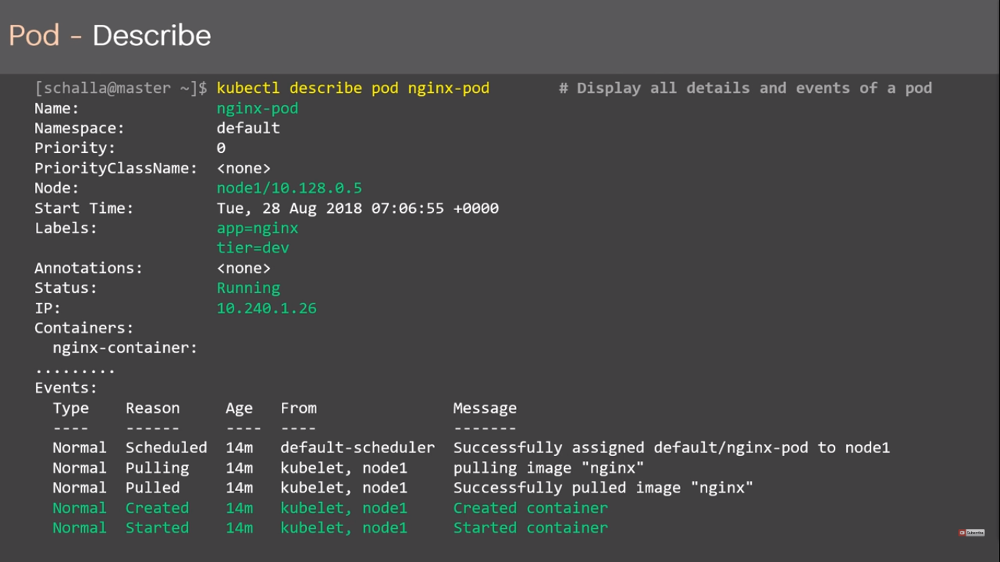 Pod - Describe
[schalla@master ~]$ kubectl describe pod nginx-pod # Display all details and events of a pod
Name: nginx-pod
Namespace: default
Priority: 0
PriorityClassName: <none>
Node: node1/10.128.0.5
Start Time: Tue, 28 Aug 2018 07:06:55 +0000
Labels: app=nginx
tier=dev
Annotations: <none>
Status: Running
IP: 10.240.1.26
Containers:
nginx-container:
.........
Events:
Type Reason Age From Message
---- ------ ---- ---- -------
Normal Scheduled 14m default-scheduler Successfully assigned default/nginx-pod to node1
Normal Pulling 14m kubelet, node1 pulling image "nginx"
Normal Pulled 14m kubelet, node1 Successfully pulled image "nginx"
Normal Created 14m kubelet, node1 Created container
Normal Started 14m kubelet, node1 Started container
Subscribe